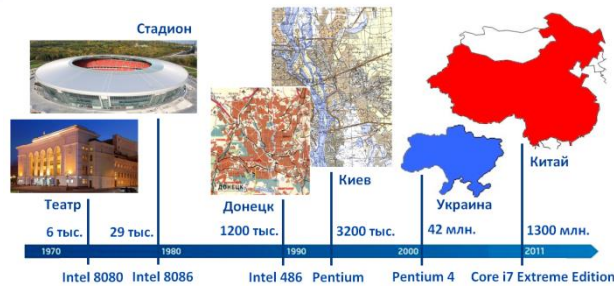 Стадион
Театр
Донецк
Киев
Украина
Китай
6 тыс.
29 тыс.
1200 тыс.
3200 тыс.
42 млн.
1300 млн.
1970
1980
1990
2000
2011
Intel 8080
Intel 8086
Intel 486
Pentium
Pentium 4
Core i7 Extreme Edition
ДОНЕЦК